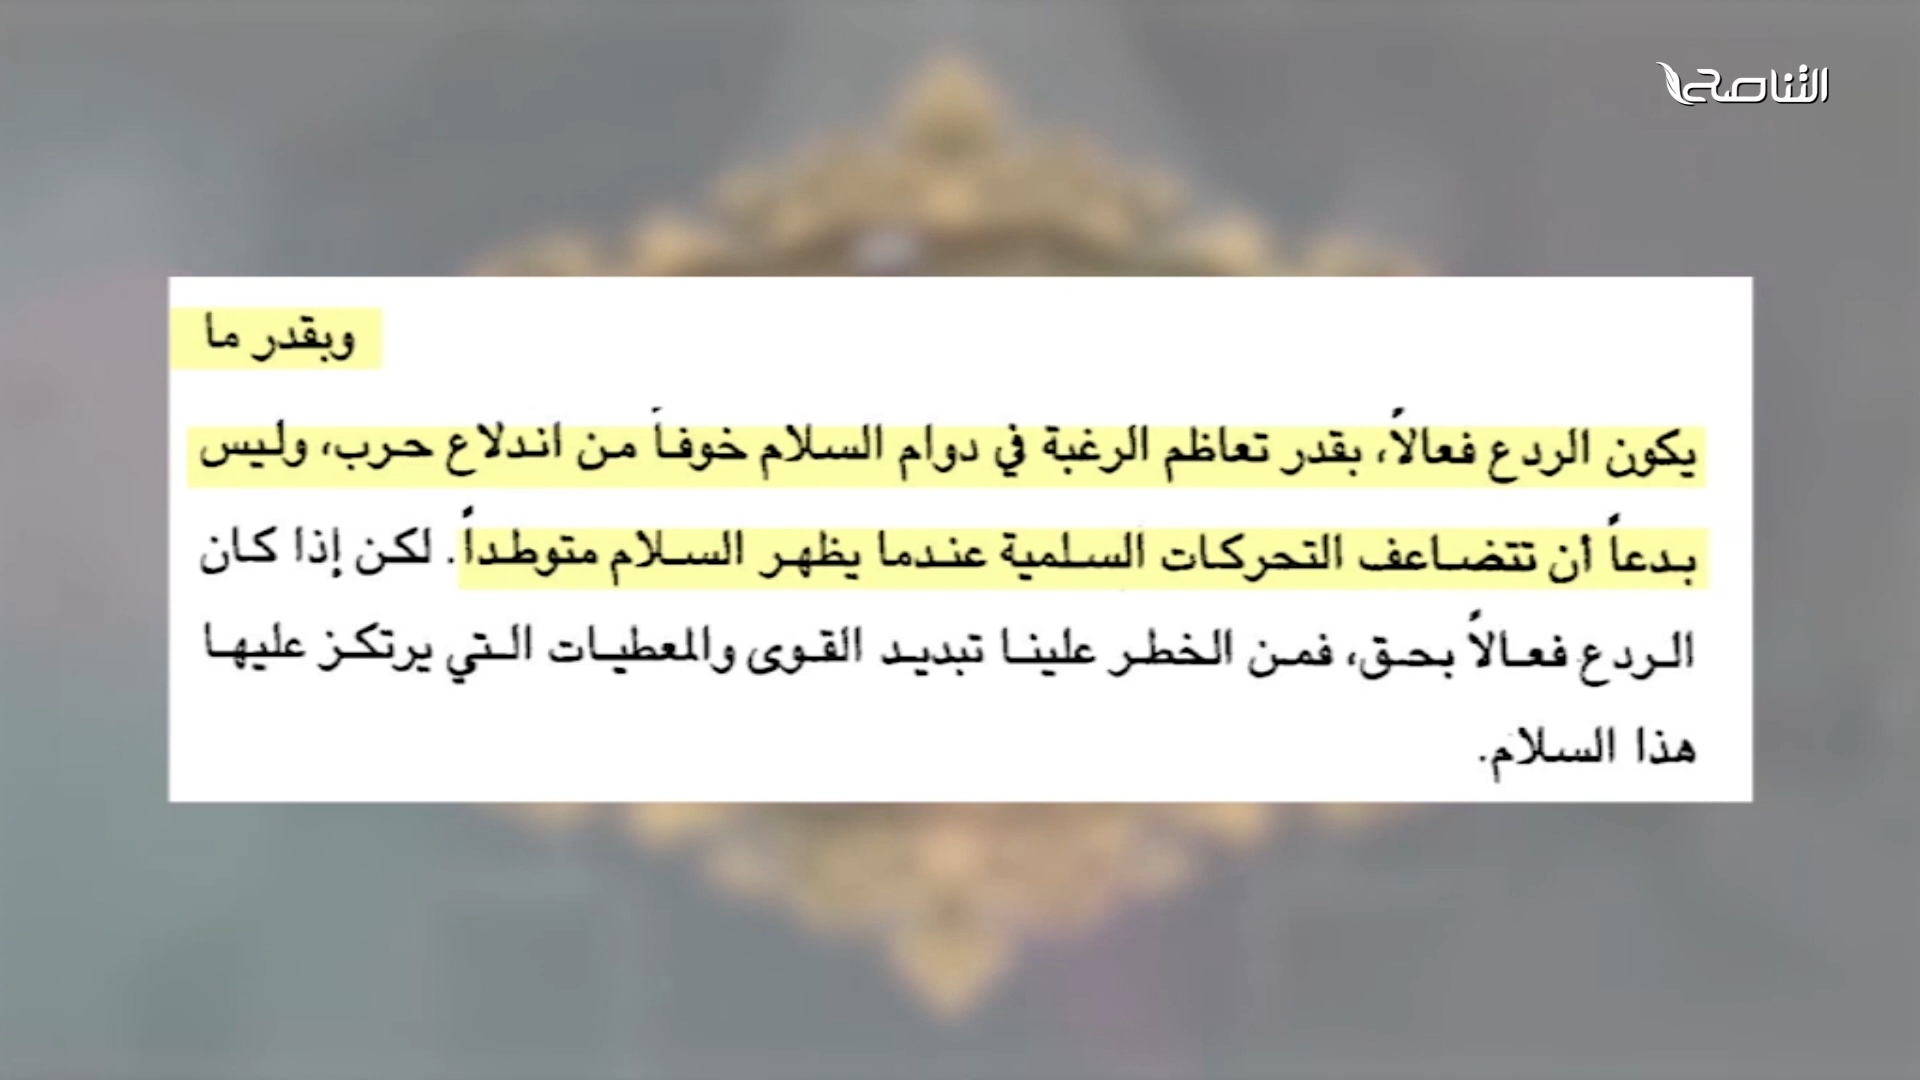 التناصح
وبقدر ما
يكون الردع فعالاً، بقدر تعاظم الرغبة في دوام السلام خوفاً من اندلاع حرب، وليس
بدعاً أن تتضاعف التحركات السلمية عندما يظهر السلام متوطداً. لكن إذا كان
الردع فعالاً بحق، فمن الخطر علينا تبديد القوى والمعطيات التي يرتكز عليها
هذا السلام.